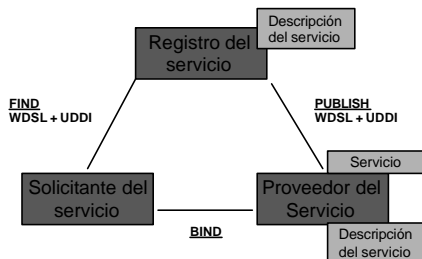 Descripción
del servicio
Registro del
servicio
FIND
WDSL + UDDI
PUBLISH
WDSL + UDDI
Servicio
Solicitante del
servicio
Proveedor del
Servicio
BIND
Descripción
del servicio